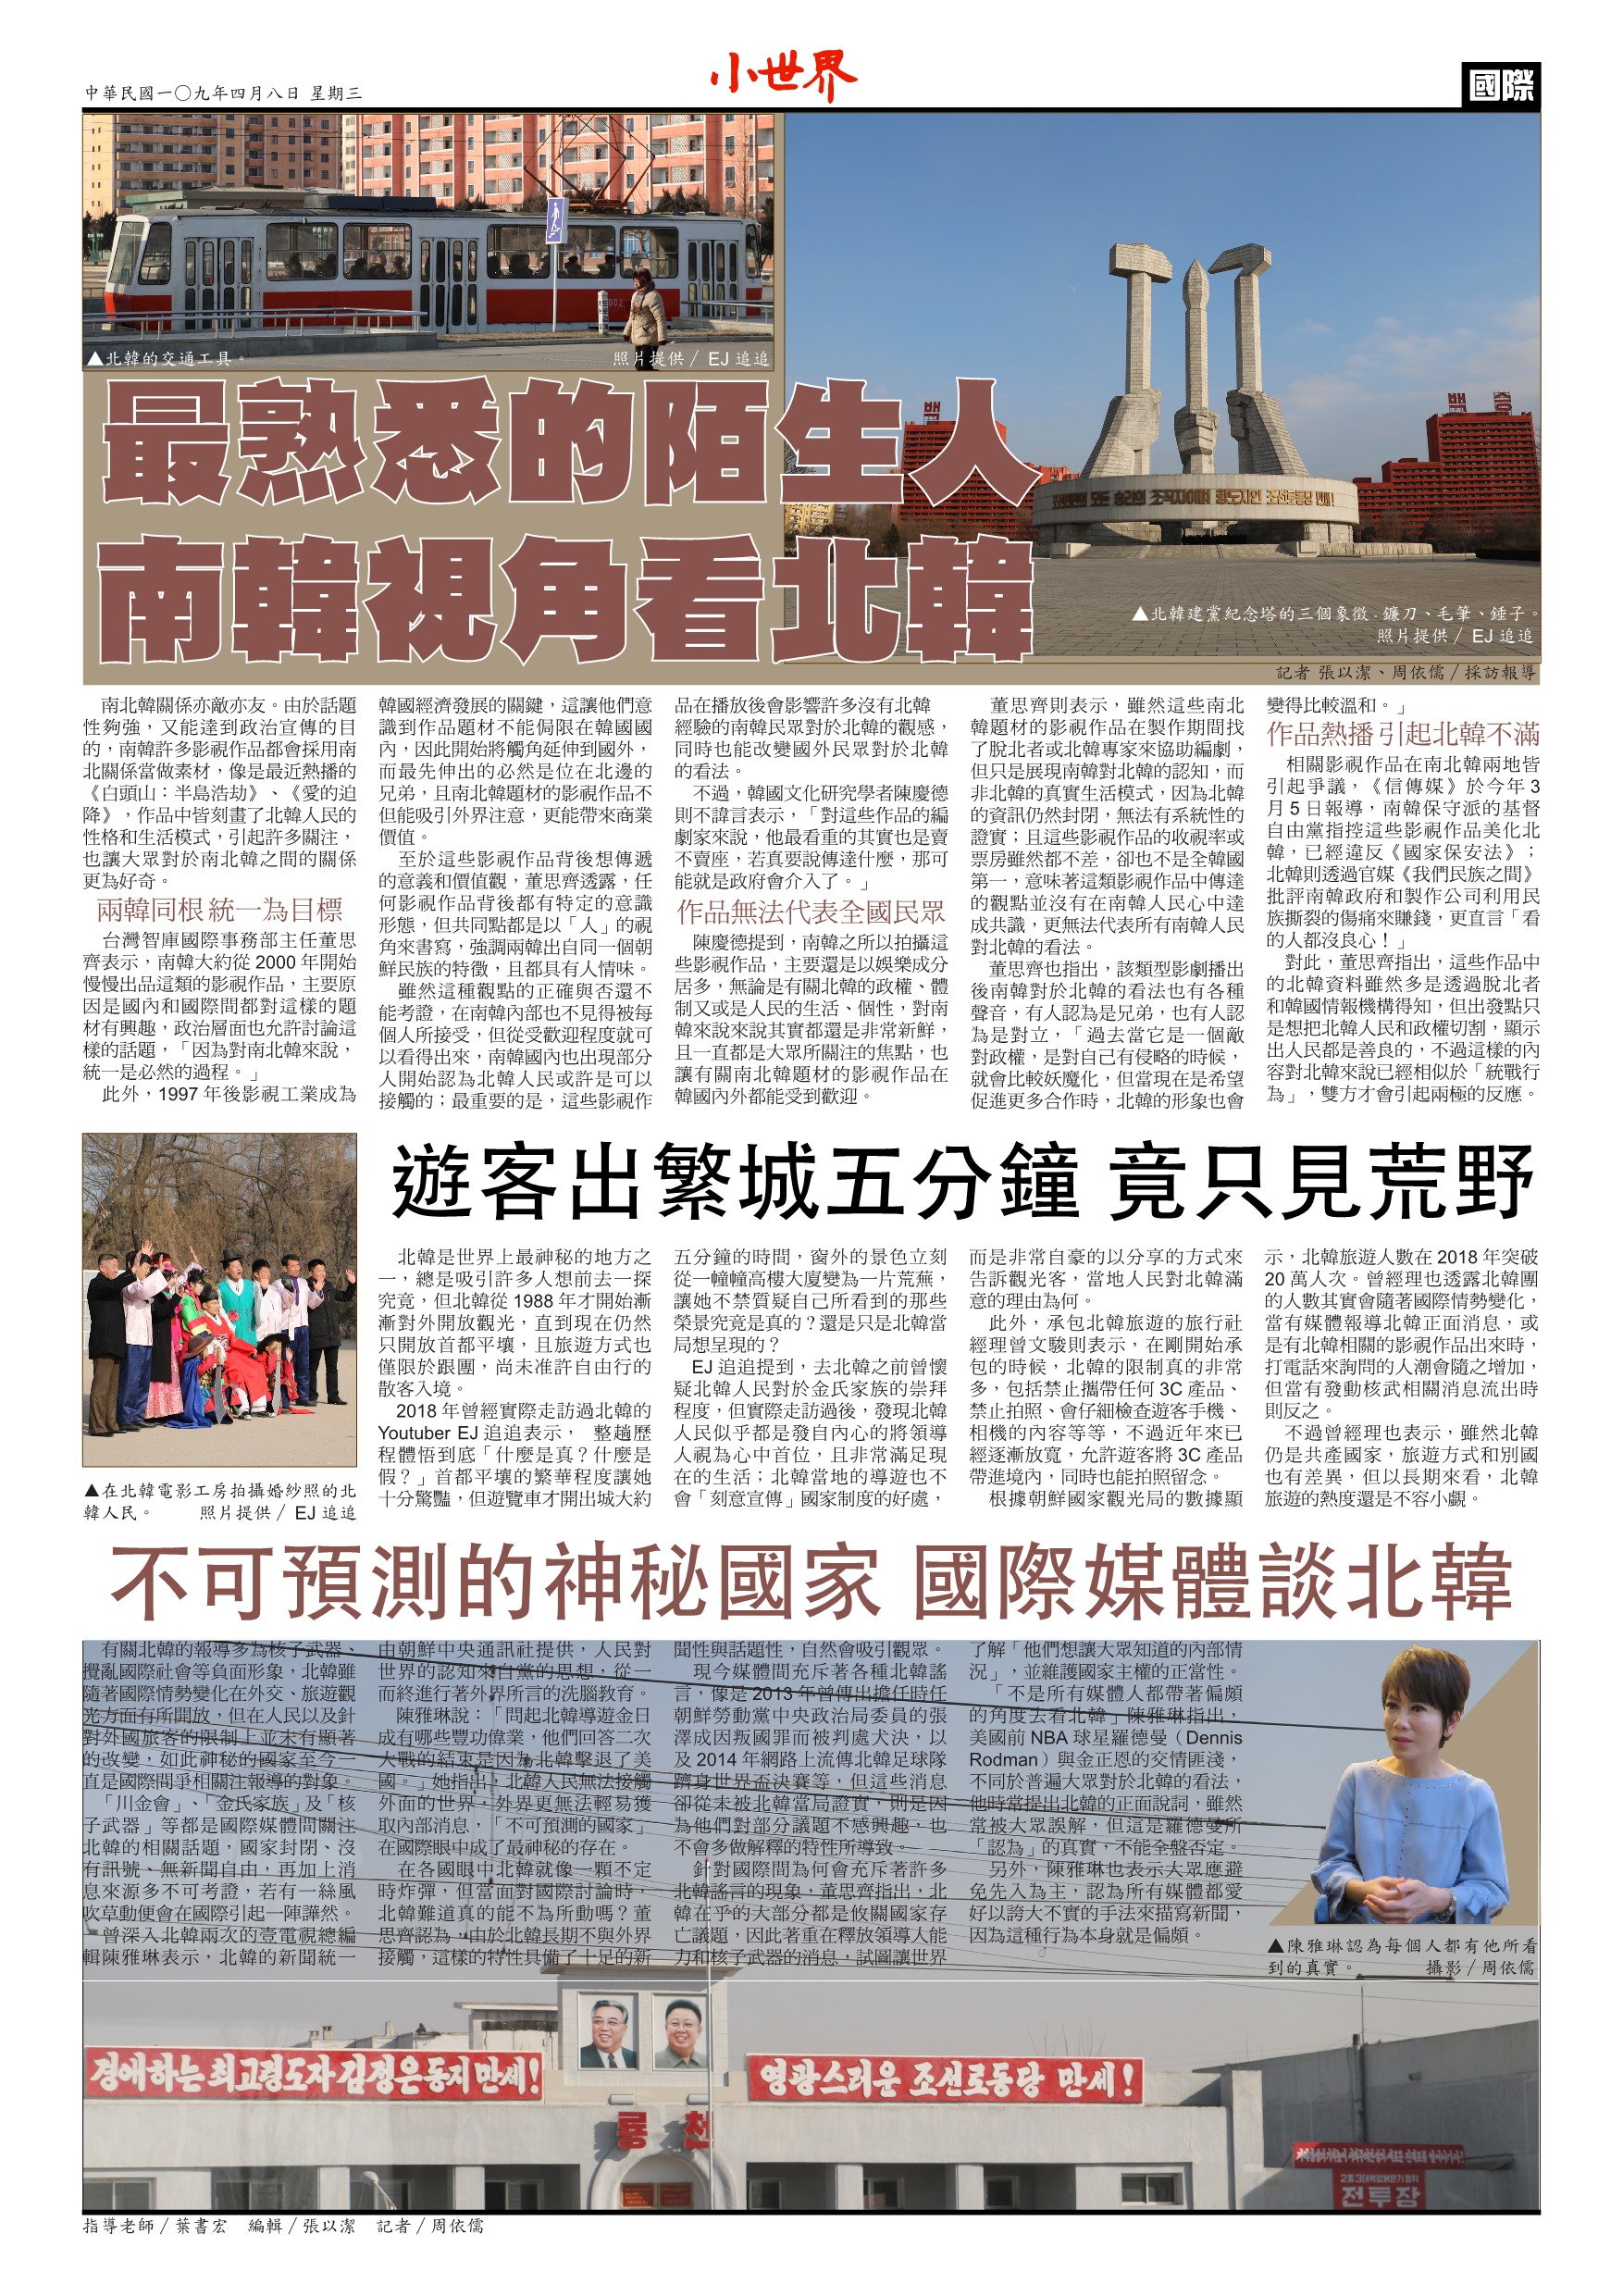 中華民國一〇九年四月八日 星期三
小世界
國際
▲北韓的交通工具。
照片提供／ EJ 追追
백
백 승
조선인민의 모든 승리의 조직자이며 향도자인 조선로동당 만세!
最熟悉的陌生人
南韓視角看北韓
▲北韓建黨紀念塔的三個象徵 - 鐮刀、毛筆、錘子。
照片提供／ EJ 追追
記者 張以潔、周依儒／採訪報導
南北韓關係亦敵亦友。由於話題
性夠強，又能達到政治宣傳的目
的，南韓許多影視作品都會採用南
北關係當做素材，像是最近熱播的
《白頭山：半島浩劫》、《愛的迫
降》，作品中皆刻畫了北韓人民的
性格和生活模式，引起許多關注，
也讓大眾對於南北韓之間的關係
更為好奇。
兩韓同根 統一為目標
台灣智庫國際事務部主任董思
齊表示，南韓大約從 2000 年開始
慢慢出品這類的影視作品，主要原
因是國內和國際間都對這樣的題
材有興趣，政治層面也允許討論這
樣的話題，「因為對南北韓來說，
統一是必然的過程。」
此外，1997 年後影視工業成為
韓國經濟發展的關鍵，這讓他們意
識到作品題材不能侷限在韓國國
內，因此開始將觸角延伸到國外，
而最先伸出的必然是位在北邊的
兄弟，且南北韓題材的影視作品不
但能吸引外界注意，更能帶來商業
價值。
至於這些影視作品背後想傳遞
的意義和價值觀，董思齊透露，任
何影視作品背後都有特定的意識
形態，但共同點都是以「人」的視
角來書寫，強調兩韓出自同一個朝
鮮民族的特徵，且都具有人情味。
雖然這種觀點的正確與否還不
能考證，在南韓內部也不見得被每
個人所接受，但從受歡迎程度就可
以看得出來，南韓國內也出現部分
人開始認為北韓人民或許是可以
接觸的；最重要的是，這些影視作
品在播放後會影響許多沒有北韓
經驗的南韓民眾對於北韓的觀感，
同時也能改變國外民眾對於北韓
的看法。
不過，韓國文化研究學者陳慶德
則不諱言表示，「對這些作品的編
劇家來說，他最看重的其實也是賣
不賣座，若真要說傳達什麼，那可
能就是政府會介入了。」
作品無法代表全國民眾
陳慶德提到，南韓之所以拍攝這
些影視作品，主要還是以娛樂成分
居多，無論是有關北韓的政權、體
制又或是人民的生活、個性，對南
韓來說來說其實都還是非常新鮮，
且一直都是大眾所關注的焦點，也
讓有關南北韓題材的影視作品在
韓國內外都能受到歡迎。
董思齊則表示，雖然這些南北
韓題材的影視作品在製作期間找
了脫北者或北韓專家來協助編劇，
但只是展現南韓對北韓的認知，而
非北韓的真實生活模式，因為北韓
的資訊仍然封閉，無法有系統性的
證實；且這些影視作品的收視率或
票房雖然都不差，卻也不是全韓國
第一，意味著這類影視作品中傳達
的觀點並沒有在南韓人民心中達
成共識，更無法代表所有南韓人民
對北韓的看法。
董思齊也指出，該類型影劇播出
後南韓對於北韓的看法也有各種
聲音，有人認為是兄弟，也有人認
為是對立，「過去當它是一個敵
對政權，是對自己有侵略的時候，
就會比較妖魔化，但當現在是希望
促進更多合作時，北韓的形象也會
變得比較溫和。」
作品熱播 引起北韓不滿
相關影視作品在南北韓兩地皆
引起爭議，《信傳媒》於今年 3
月 5 日報導，南韓保守派的基督
自由黨指控這些影視作品美化北
韓，已經違反《國家保安法》；
北韓則透過官媒《我們民族之間》
批評南韓政府和製作公司利用民
族撕裂的傷痛來賺錢，更直言「看
的人都沒良心！」
對此，董思齊指出，這些作品中
的北韓資料雖然多是透過脫北者
和韓國情報機構得知，但出發點只
是想把北韓人民和政權切割，顯示
出人民都是善良的，不過這樣的內
容對北韓來說已經相似於「統戰行
為」，雙方才會引起兩極的反應。
遊客出繁城五分鐘 竟只見荒野
▲在北韓電影工房拍攝婚紗照的北
韓人民。 照片提供／ EJ 追追
北韓是世界上最神秘的地方之
一，總是吸引許多人想前去一探
究竟，但北韓從 1988 年才開始漸
漸對外開放觀光，直到現在仍然
只開放首都平壤，且旅遊方式也
僅限於跟團，尚未准許自由行的
散客入境。
2018 年曾經實際走訪過北韓的
Youtuber EJ 追追表示， 整趟歷
程體悟到底「什麼是真？什麼是
假？」首都平壤的繁華程度讓她
十分驚豔，但遊覽車才開出城大約
五分鐘的時間，窗外的景色立刻
從一幢幢高樓大廈變為一片荒蕪，
讓她不禁質疑自己所看到的那些
榮景究竟是真的？還是只是北韓當
局想呈現的？
EJ 追追提到，去北韓之前曾懷
疑北韓人民對於金氏家族的崇拜
程度，但實際走訪過後，發現北韓
人民似乎都是發自內心的將領導
人視為心中首位，且非常滿足現
在的生活；北韓當地的導遊也不
會「刻意宣傳」國家制度的好處，
而是非常自豪的以分享的方式來
告訴觀光客，當地人民對北韓滿
意的理由為何。
此外，承包北韓旅遊的旅行社
經理曾文駿則表示，在剛開始承
包的時候，北韓的限制真的非常
多，包括禁止攜帶任何 3C 產品、
禁止拍照、會仔細檢查遊客手機、
相機的內容等等，不過近年來已
經逐漸放寬，允許遊客將 3C 產品
帶進境內，同時也能拍照留念。
根據朝鮮國家觀光局的數據顯
示，北韓旅遊人數在 2018 年突破
20 萬人次。曾經理也透露北韓團
的人數其實會隨著國際情勢變化，
當有媒體報導北韓正面消息，或
是有北韓相關的影視作品出來時，
打電話來詢問的人潮會隨之增加，
但當有發動核武相關消息流出時
則反之。
不過曾經理也表示，雖然北韓
仍是共產國家，旅遊方式和別國
也有差異，但以長期來看，北韓
旅遊的熱度還是不容小覷。
不可預測的神秘國家 國際媒體談北韓
有關北韓的報導多為核子武器、
攪亂國際社會等負面形象，北韓雖
隨著國際情勢變化在外交、旅遊觀
光方面有所開放，但在人民以及針
對外國旅客的限制上並未有顯著
的改變，如此神秘的國家至今一
直是國際間爭相關注報導的對象。
「川金會」、「金氏家族」及「核
子武器」等都是國際媒體間關注
北韓的相關話題，國家封閉、沒
有訊號、無新聞自由，再加上消
息來源多不可考證，若有一絲風
吹草動便會在國際引起一陣譁然。
曾深入北韓兩次的壹電視總編
輯陳雅琳表示，北韓的新聞統一
由朝鮮中央通訊社提供，人民對
世界的認知來自黨的思想，從一
而終進行著外界所言的洗腦教育。
陳雅琳說：「問起北韓導遊金日
成有哪些豐功偉業，他們回答二次
大戰的結束是因為北韓擊退了美
國。」她指出，北韓人民無法接觸
外面的世界，外界更無法輕易獲
取內部消息，「不可預測的國家」
在國際眼中成了最神秘的存在。
在各國眼中北韓就像一顆不定
時炸彈，但當面對國際討論時，
北韓難道真的能不為所動嗎？董
思齊認為，由於北韓長期不與外界
接觸，這樣的特性具備了十足的新
聞性與話題性，自然會吸引觀眾。
現今媒體間充斥著各種北韓謠
言，像是 2013 年曾傳出擔任時任
朝鮮勞動黨中央政治局委員的張
澤成因叛國罪而被判處犬決，以
及 2014 年網路上流傳北韓足球隊
躋身世界盃決賽等，但這些消息
卻從未被北韓當局證實，則是因
為他們對部分議題不感興趣，也
不會多做解釋的特性所導致。
針對國際間為何會充斥著許多
北韓謠言的現象，董思齊指出，北
韓在乎的大部分都是攸關國家存
亡議題，因此著重在釋放領導人能
力和核子武器的消息，試圖讓世界
了解「他們想讓大眾知道的內部情
況」，並維護國家主權的正當性。
「不是所有媒體人都帶著偏頗
的角度去看北韓」陳雅琳指出，
美國前 NBA 球星羅德曼（Dennis
Rodman）與金正恩的交情匪淺，
不同於普遍大眾對於北韓的看法，
他時常提出北韓的正面說詞，雖然
常被大眾誤解，但這是羅德曼所
「認為」的真實，不能全盤否定。
另外，陳雅琳也表示大眾應避
免先入為主，認為所有媒體都愛
好以誇大不實的手法來描寫新聞，
因為這種行為本身就是偏頗。
▲陳雅琳認為每個人都有他所看
到的真實。 攝影／周依儒
경애하는 최고령도자 김정은동지 만세!
영광스러운 조선로동당 만세!
룡 천
전투장
指導老師／葉書宏 編輯／張以潔 記者／周依儒